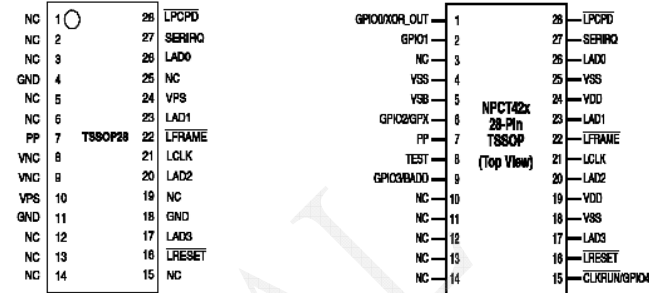 NC 1 28 LPCPD
NC 2 27 SERIRQ
NC 3 26 LAD0
GND 4 25 NC
NC 5 24 VPS
NC 6 23 LAD1
PP 7 TSSOP28 22 LFRAME
VNC 8 21 LCLK
VNC 9 20 LAD2
VPS 10 19 NC
GND 11 18 GND
NC 12 17 LAD3
NC 13 16 LRESET
NC 14 15 NC
GPIO0/XOR_OUT 1 28 LPCPD
GPIO1 2 27 SERIRQ
NC 3 26 LAD0
VSS 4 25 VSS
VSB 5 24 VDD
GPIO2/GPX 6 23 LAD1
PP 7 22 LFRAME
TEST 8 21 LCLK
GPIO3/BADD 9 20 LAD2
NC 10 19 VDD
NC 11 18 VSS
NC 12 17 LAD3
NC 13 16 LRESET
NC 14 15 CLKRUN/GPIO4
NPCT42x
28-Pin
TSSOP
(Top View)